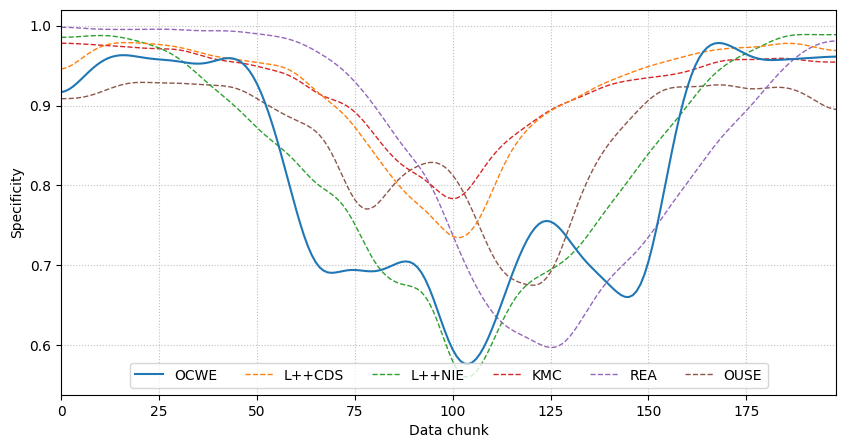 1.0
0.9
0.8
0.7
0.6
Specificity
OCWE L++CDS L++NIE KMC REA OUSE
0 25 50 75 100 125 150 175
Data chunk